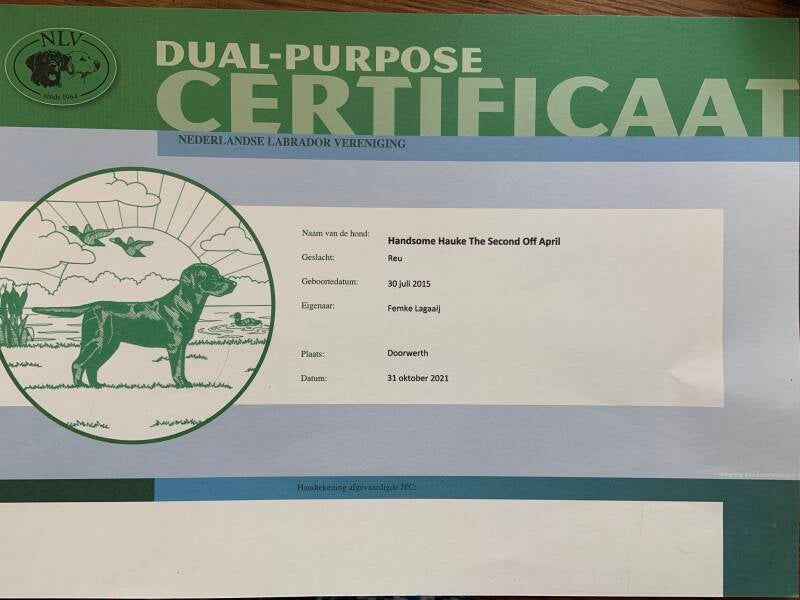 NLV
sinds 1964
DUAL-PURPOSE
CERTIFICAAT
NEDERLANDSE LABRADOR VERENIGING
Naam van de hond: Handsome Hauke The Second Off April
Geslacht: Reu
Geboortedatum: 30 juli 2015
Eigenaar: Femke Lagaaij
Plaats: Doorwerth
Datum: 31 oktober 2021
Handtekening afgevaardigde JPC: